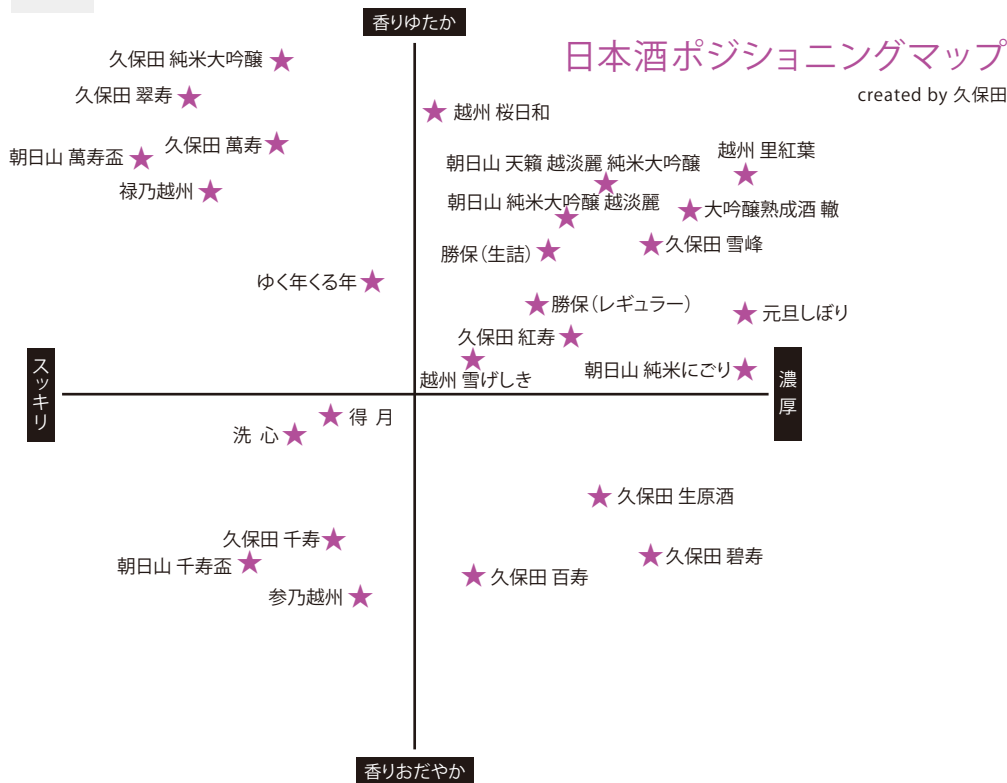 香りゆたか
日本酒ポジショニングマップ
created by 久保田
久保田 純米大吟醸
久保田 翠寿
越州 桜日和
久保田 萬寿
朝日山 萬寿盃
朝日山 天籟 越淡麗 純米大吟醸
越州 里紅葉
禄乃越州
朝日山 純米大吟醸 越淡麗
大吟醸熟成酒 轍
勝保(生詰)
久保田 雪峰
ゆく年くる年
勝保(レギュラー)
元旦しぼり
久保田 紅寿
越州 雪げしき
朝日山 純米にごり
スッキリ
濃厚
得 月
洗 心
久保田 生原酒
久保田 千寿
朝日山 千寿盃
久保田 碧寿
久保田 百寿
参乃越州
香りおだやか